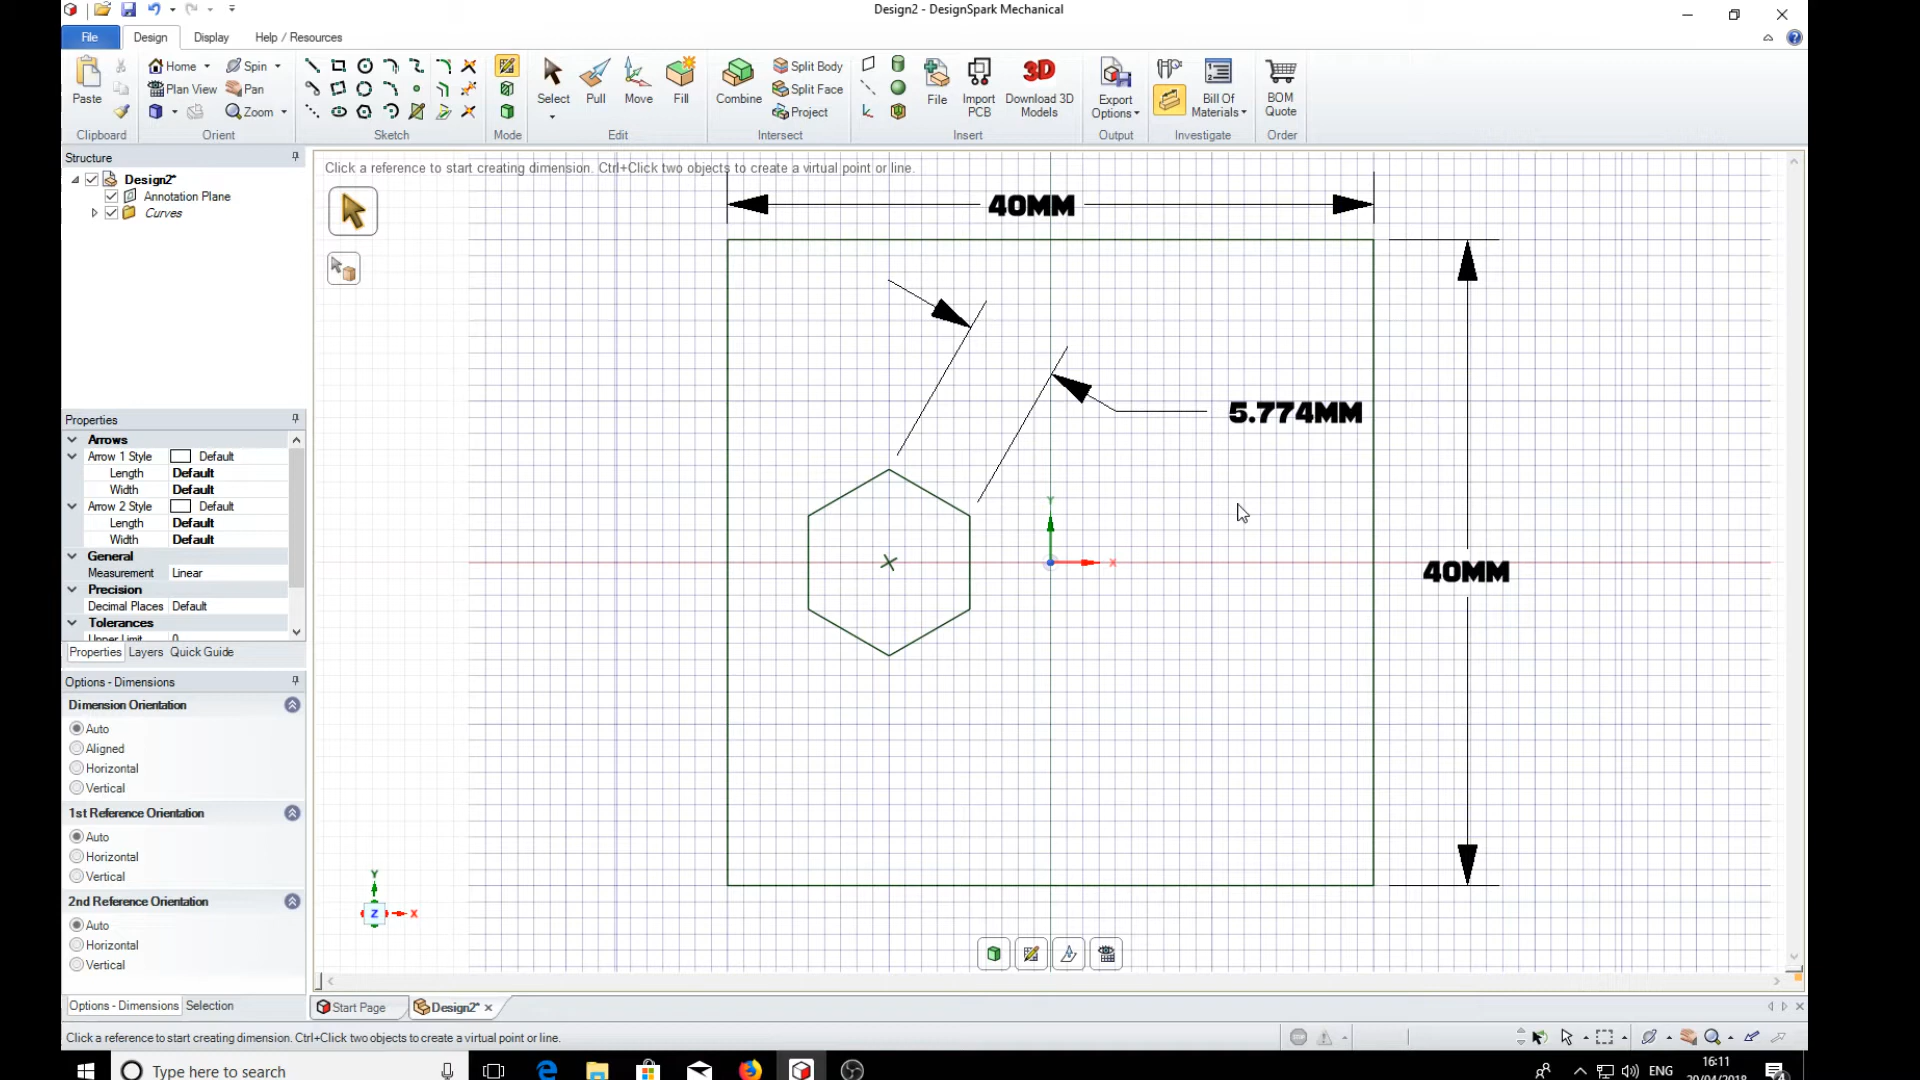 Design2 - DesignSpark Mechanical
File
Design
Display
Help / Resources
Paste
Clipboard
Home
Plan View
Spin
Pan
Zoom
Orient
Sketch
Mode
Select
Pull
Move
Fill
Edit
Combine
Split Body
Split Face
Project
Intersect
File
Import PCB
Download 3D Models
3D
Insert
Export Options
Output
Bill Of Materials
Investigate
BOM Quote
Order
Structure
Design2*
Annotation Plane
Curves
Click a reference to start creating dimension. Ctrl+Click two objects to create a virtual point or line.
40MM
5.774MM
40MM
Y
X
Properties
Arrows
Arrow 1 Style Default
Length Default
Width Default
Arrow 2 Style Default
Length Default
Width Default
General
Measurement Linear
Precision
Decimal Places Default
Tolerances
Upper Limit 0
Properties Layers Quick Guide
Options - Dimensions
Dimension Orientation
Auto
Aligned
Horizontal
Vertical
1st Reference Orientation
Auto
Horizontal
Vertical
2nd Reference Orientation
Auto
Horizontal
Vertical
Y
Z
X
Options - Dimensions Selection
Start Page
Design2*
Click a reference to start creating dimension. Ctrl+Click two objects to create a virtual point or line.
Type here to search
ENG
16:11
20/04/2018